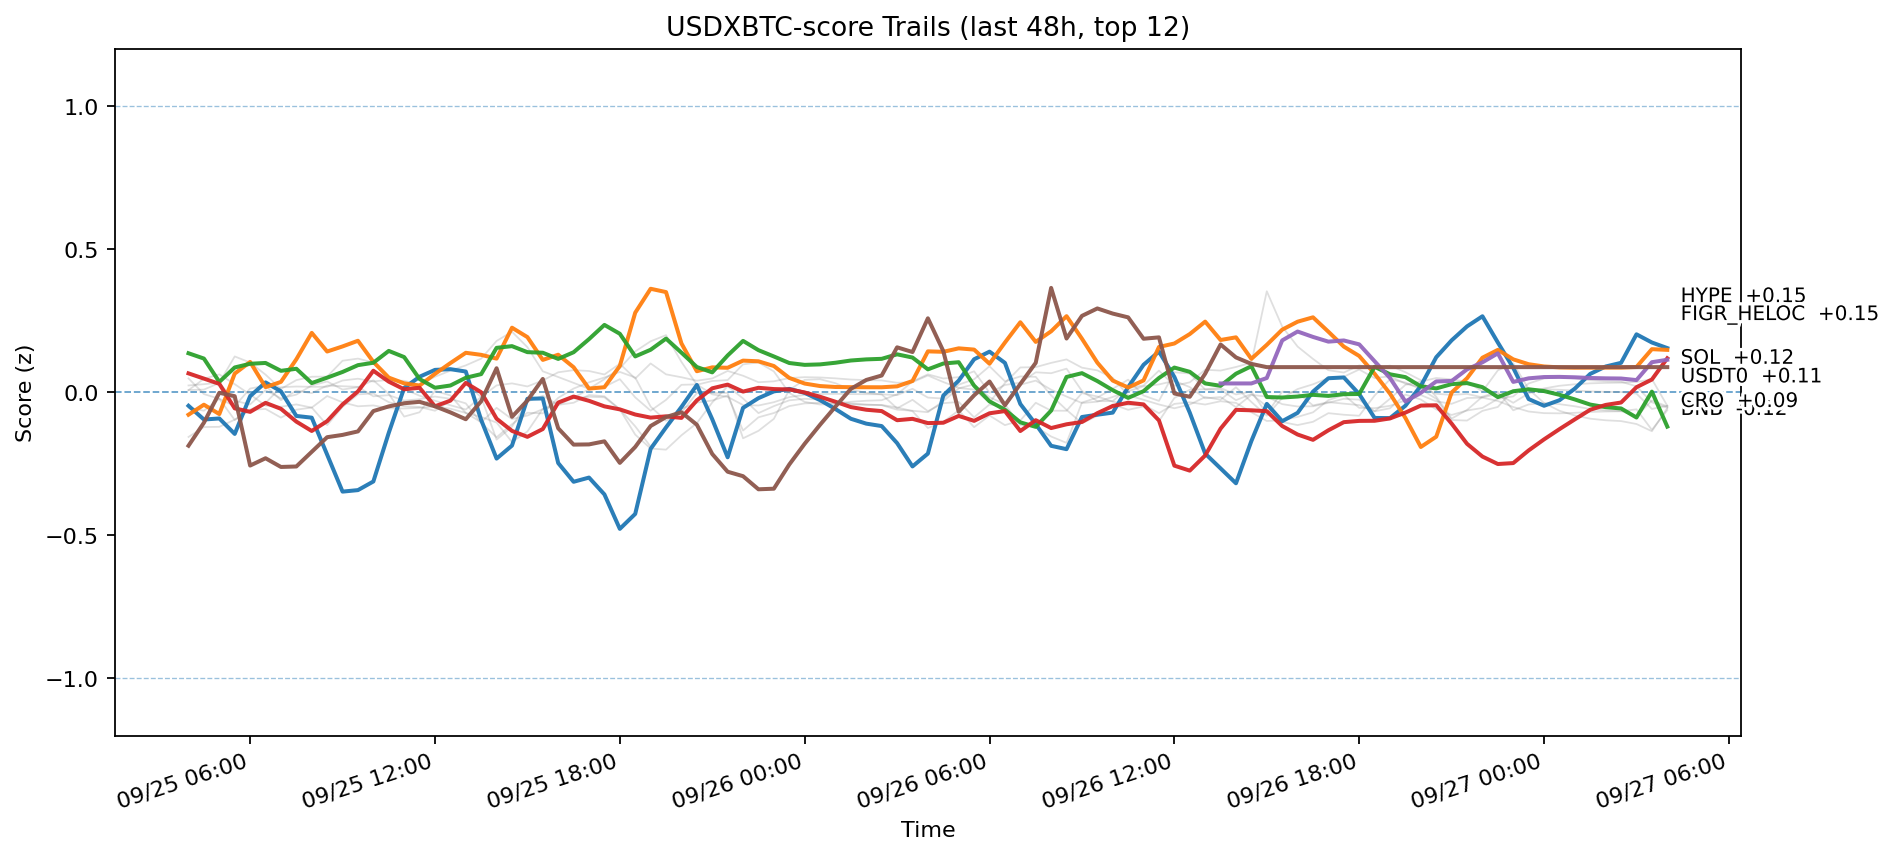 USDXBTC-score Trails (last 48h, top 12)
Score (z)
1.0
0.5
0.0
−0.5
−1.0
HYPE +0.15
FIGR_HELOC +0.15
SOL +0.12
USDT0 +0.11
CRO +0.09
BNB -0.12
09/25 06:00
09/25 12:00
09/25 18:00
09/26 00:00
09/26 06:00
09/26 12:00
09/26 18:00
09/27 00:00
09/27 06:00
Time